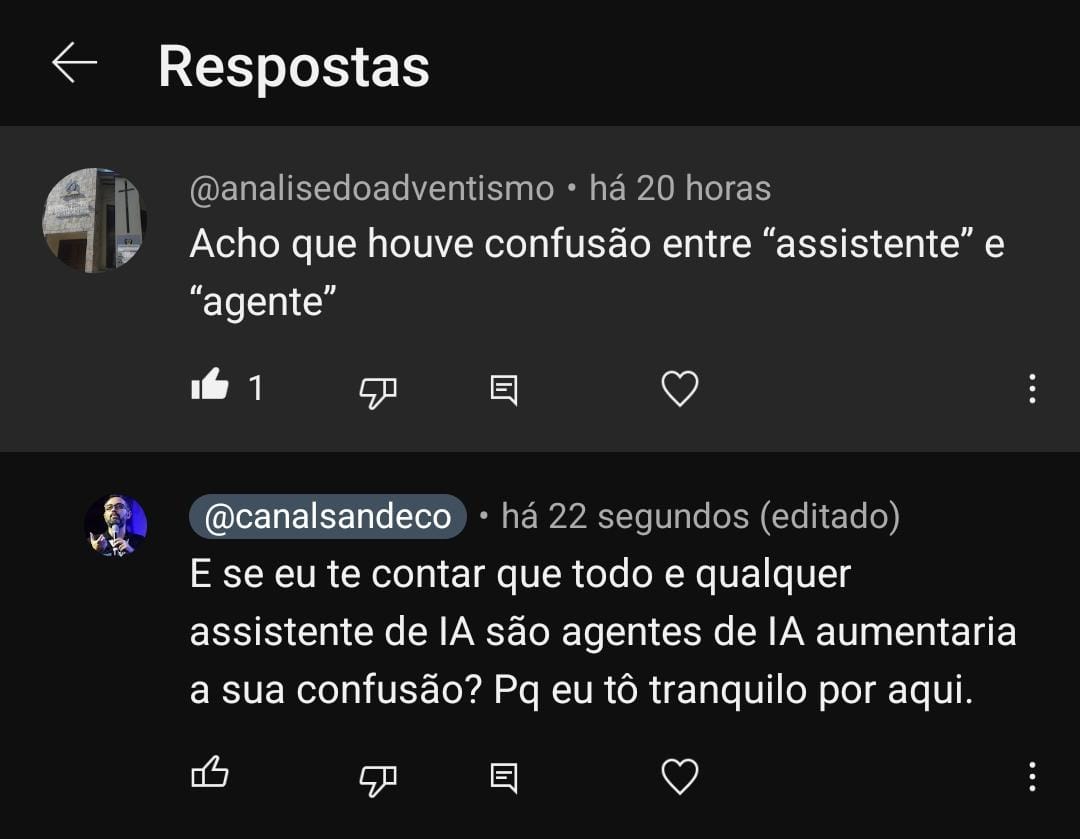 Respostas
@analisedoadventismo • há 20 horas
Acho que houve confusão entre “assistente” e
“agente”
1
@canalsandeco • há 22 segundos (editado)
E se eu te contar que todo e qualquer
assistente de IA são agentes de IA aumentaria
a sua confusão? Pq eu tô tranquilo por aqui.